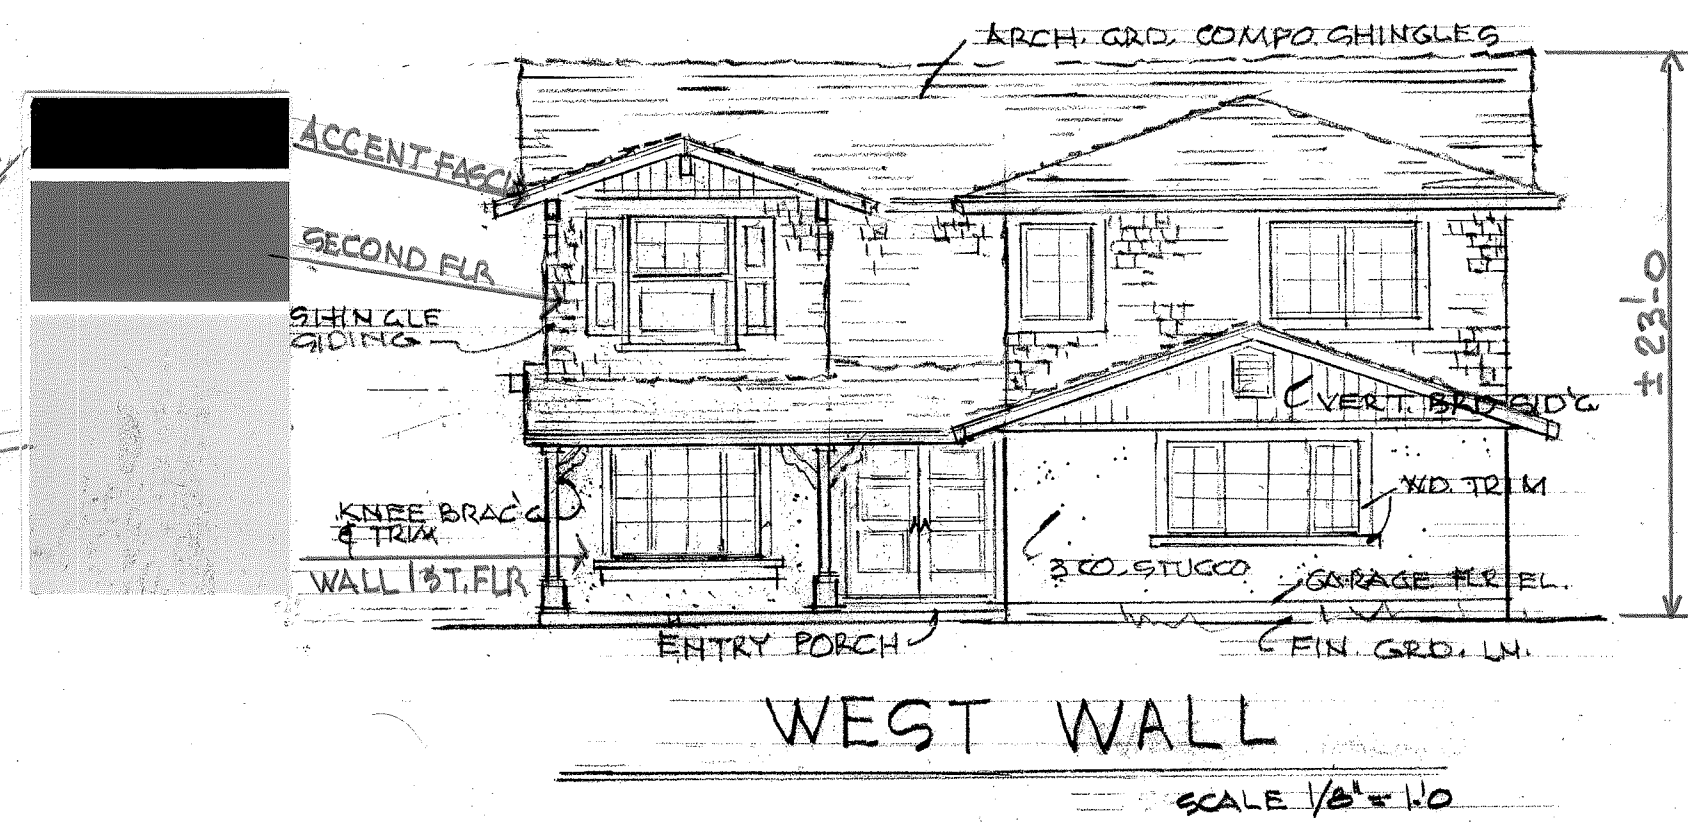 ARCH. GRD. COMPO. SHINGLES
ACCENT FASCI
SECOND FLR
SHINGLE
SIDING
± 23'-0
VERT. BRD SID'G
WD. TRIM
KNEE BRAC'G
& TRIM
WALL 1ST. FLR
3 CO. STUCCO
GARAGE FLR EL.
ENTRY PORCH
FIN. GRD. LN.
WEST WALL
SCALE 1/8" = 1'.0